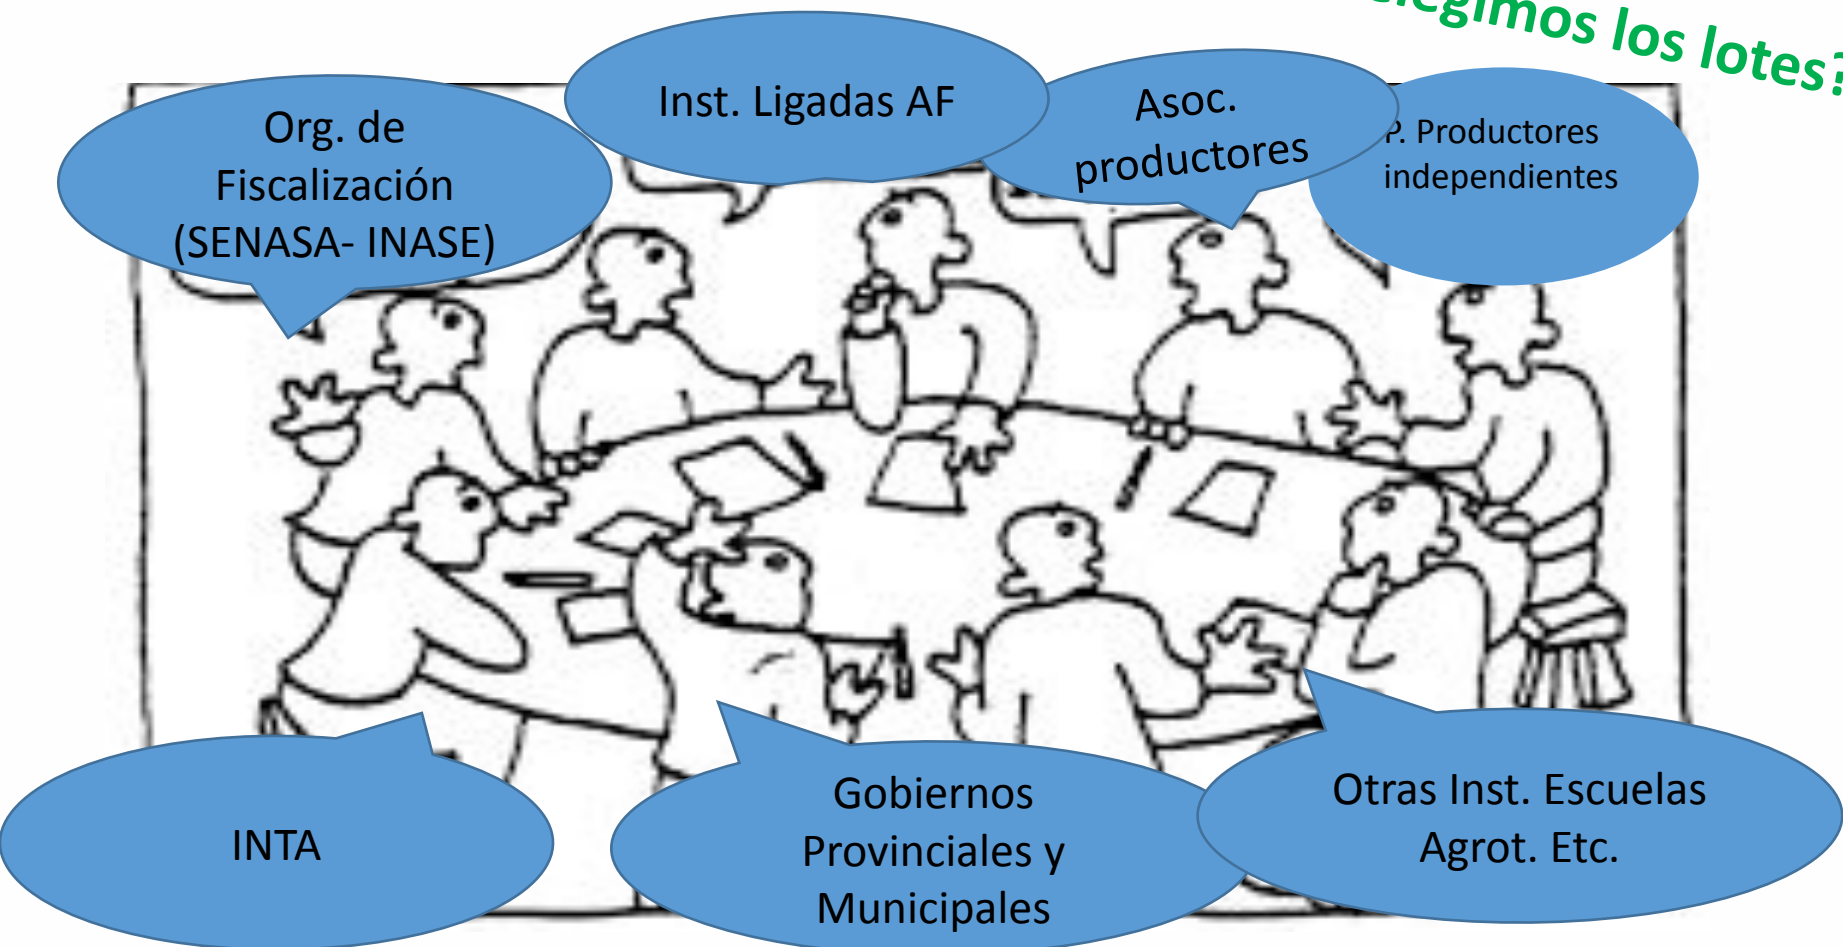 elegimos los lotes?
Inst. Ligadas AF
Asoc.
productores
Org. de
Fiscalización
(SENASA- INASE)
P. Productores
independientes
INTA
Gobiernos
Provinciales y
Municipales
Otras Inst. Escuelas
Agrot. Etc.